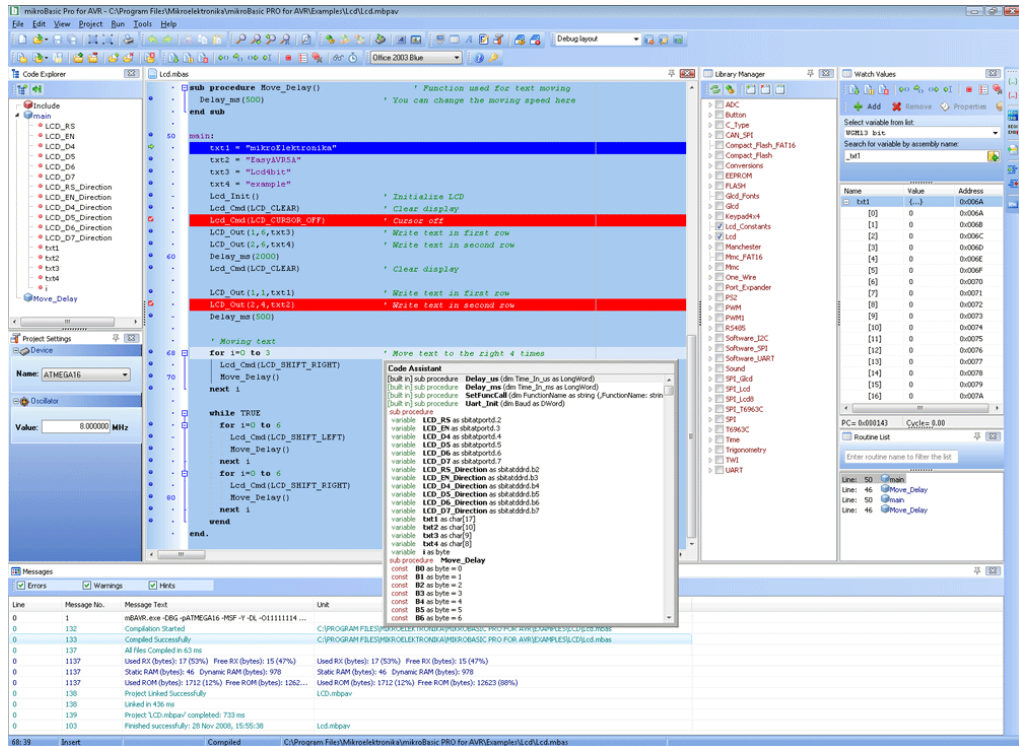 mikroBasic Pro for AVR - C:\Program Files\Mikroelektronika\mikroBasic PRO for AVR\Examples\Lcd\Lcd.mbpav
File Edit View Project Run Tools Help
Debug layout
Office 2003 Blue
Code Explorer
Include
main
LCD_RS
LCD_EN
LCD_D4
LCD_D5
LCD_D6
LCD_D7
LCD_RS_Direction
LCD_EN_Direction
LCD_D4_Direction
LCD_D5_Direction
LCD_D6_Direction
LCD_D7_Direction
txt1
txt2
txt3
txt4
i
Move_Delay
Project Settings
Device
Name: ATMEGA16
Oscillator
Value: 8.000000 MHz
Lcd.mbas
sub procedure Move_Delay() ' Function used for text moving
Delay_ms(500) ' You can change the moving speed here
end sub
50 main:
txt1 = "mikroElektronika"
txt2 = "EasyAVR5A"
txt3 = "Lcd4bit"
txt4 = "example"
Lcd_Init() ' Initialize LCD
Lcd_Cmd(LCD_CLEAR) ' Clear display
Lcd_Cmd(LCD_CURSOR_OFF) ' Cursor off
LCD_Out(1,6,txt3) ' Write text in first row
LCD_Out(2,6,txt4) ' Write text in second row
60 Delay_ms(2000)
Lcd_Cmd(LCD_CLEAR) ' Clear display
LCD_Out(1,1,txt1) ' Write text in first row
LCD_Out(2,4,txt2) ' Write text in second row
Delay_ms(500)
' Moving text
68 for i=0 to 3 ' Move text to the right 4 times
Lcd_Cmd(LCD_SHIFT_RIGHT)
70 Move_Delay()
next i
while TRUE
for i=0 to 6
Lcd_Cmd(LCD_SHIFT_LEFT)
Move_Delay()
next i
for i=0 to 6
Lcd_Cmd(LCD_SHIFT_RIGHT)
80 Move_Delay()
next i
wend
end.
Code Assistant
[built in] sub procedure Delay_us (dim Time_In_us as LongWord)
[built in] sub procedure Delay_ms (dim Time_In_ms as LongWord)
[built in] sub procedure SetFuncCall (dim FunctionName as string {,FunctionName: strin
[built in] sub procedure Uart_Init (dim Baud as DWord)
sub procedure
variable LCD_RS as sbitatportd.2
variable LCD_EN as sbitatportd.3
variable LCD_D4 as sbitatportd.4
variable LCD_D5 as sbitatportd.5
variable LCD_D6 as sbitatportd.6
variable LCD_D7 as sbitatportd.7
variable LCD_RS_Direction as sbitatddrd.b2
variable LCD_EN_Direction as sbitatddrd.b3
variable LCD_D4_Direction as sbitatddrd.b4
variable LCD_D5_Direction as sbitatddrd.b5
variable LCD_D6_Direction as sbitatddrd.b6
variable LCD_D7_Direction as sbitatddrd.b7
variable txt1 as char[17]
variable txt2 as char[10]
variable txt3 as char[9]
variable txt4 as char[8]
variable i as byte
sub procedure Move_Delay
const B0 as byte = 0
const B1 as byte = 1
const B2 as byte = 2
const B3 as byte = 3
const B4 as byte = 4
const B5 as byte = 5
const B6 as byte = 6
Library Manager
ADC
Button
C_Type
CAN_SPI
Compact_Flash_FAT16
Compact_Flash
Conversions
EEPROM
FLASH
Glcd_Fonts
Glcd
Keypad4x4
Lcd_Constants
Lcd
Manchester
Mmc_FAT16
Mmc
One_Wire
Port_Expander
PS2
PWM
PWM1
RS485
Software_I2C
Software_SPI
Software_UART
Sound
SPI_Glcd
SPI_Lcd
SPI_Lcd8
SPI_T6963C
SPI
T6963C
Time
Trigonometry
TWI
UART
Watch Values
Add Remove Properties
Select variable from list:
WGM13 bit
Search for variable by assembly name:
_txt1
Name Value Address
txt1 {...} 0x006A
[0] 0 0x006A
[1] 0 0x006B
[2] 0 0x006C
[3] 0 0x006D
[4] 0 0x006E
[5] 0 0x006F
[6] 0 0x0070
[7] 0 0x0071
[8] 0 0x0072
[9] 0 0x0073
[10] 0 0x0074
[11] 0 0x0075
[12] 0 0x0076
[13] 0 0x0077
[14] 0 0x0078
[15] 0 0x0079
[16] 0 0x007A
PC= 0x000143 Cycle= 0.00
Routine List
Enter routine name to filter the list
Line: 50 main
Line: 46 Move_Delay
Line: 50 main
Line: 46 Move_Delay
Messages
Errors Warnings Hints
Line Message No. Message Text Unit
0 1 mBAVR.exe -DBG -pATMEGA16 -MSF -Y -DL -O11111114 ...
0 132 Compilation Started C:\PROGRAM FILES\MIKROELEKTRONIKA\MIKROBASIC PRO FOR AVR\EXAMPLES\LCD\Lcd.mbas
0 133 Compiled Successfully C:\PROGRAM FILES\MIKROELEKTRONIKA\MIKROBASIC PRO FOR AVR\EXAMPLES\LCD\Lcd.mbas
0 137 All files Compiled in 63 ms
0 1137 Used RX (bytes): 17 (53%) Free RX (bytes): 15 (47%) Used RX (bytes): 17 (53%) Free RX (bytes): 15 (47%)
0 1137 Static RAM (bytes): 46 Dynamic RAM (bytes): 978 Static RAM (bytes): 46 Dynamic RAM (bytes): 978
0 1137 Used ROM (bytes): 1712 (12%) Free ROM (bytes): 1262... Used ROM (bytes): 1712 (12%) Free ROM (bytes): 12623 (88%)
0 138 Project Linked Successfully LCD.mbpav
0 138 Linked in 436 ms
0 139 Project 'LCD.mbpav' completed: 733 ms
0 103 Finished successfully: 28 Nov 2008, 15:55:38 Lcd.mbpav
68: 39 Insert Compiled C:\Program Files\Mikroelektronika\mikroBasic PRO for AVR\Examples\Lcd\Lcd.mbas